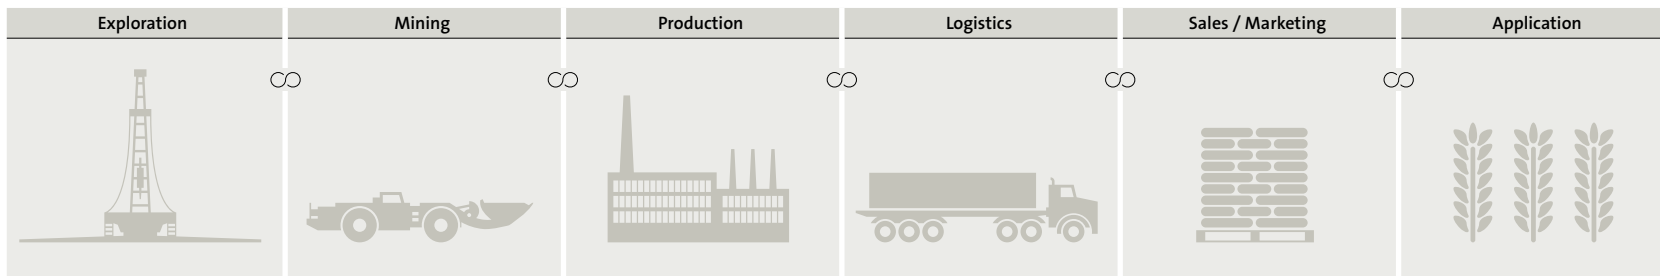 Exploration
Mining
Production
Logistics
Sales / Marketing
Application